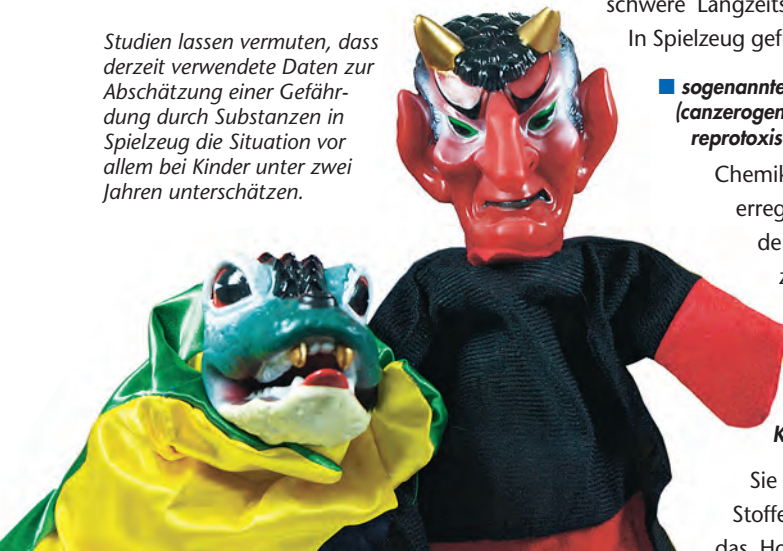 Studien lassen vermuten, dass
derzeit verwendete Daten zur
Abschätzung einer Gefähr-
dung durch Substanzen in
Spielzeug die Situation vor
allem bei Kinder unter zwei
Jahren unterschätzen.
schwere Langzeits
In Spielzeug gef
■ sogenannte
(canzerogen
reprotoxis
Chemik
erreg
de
z
K
Sie
Stoffe
das Ho